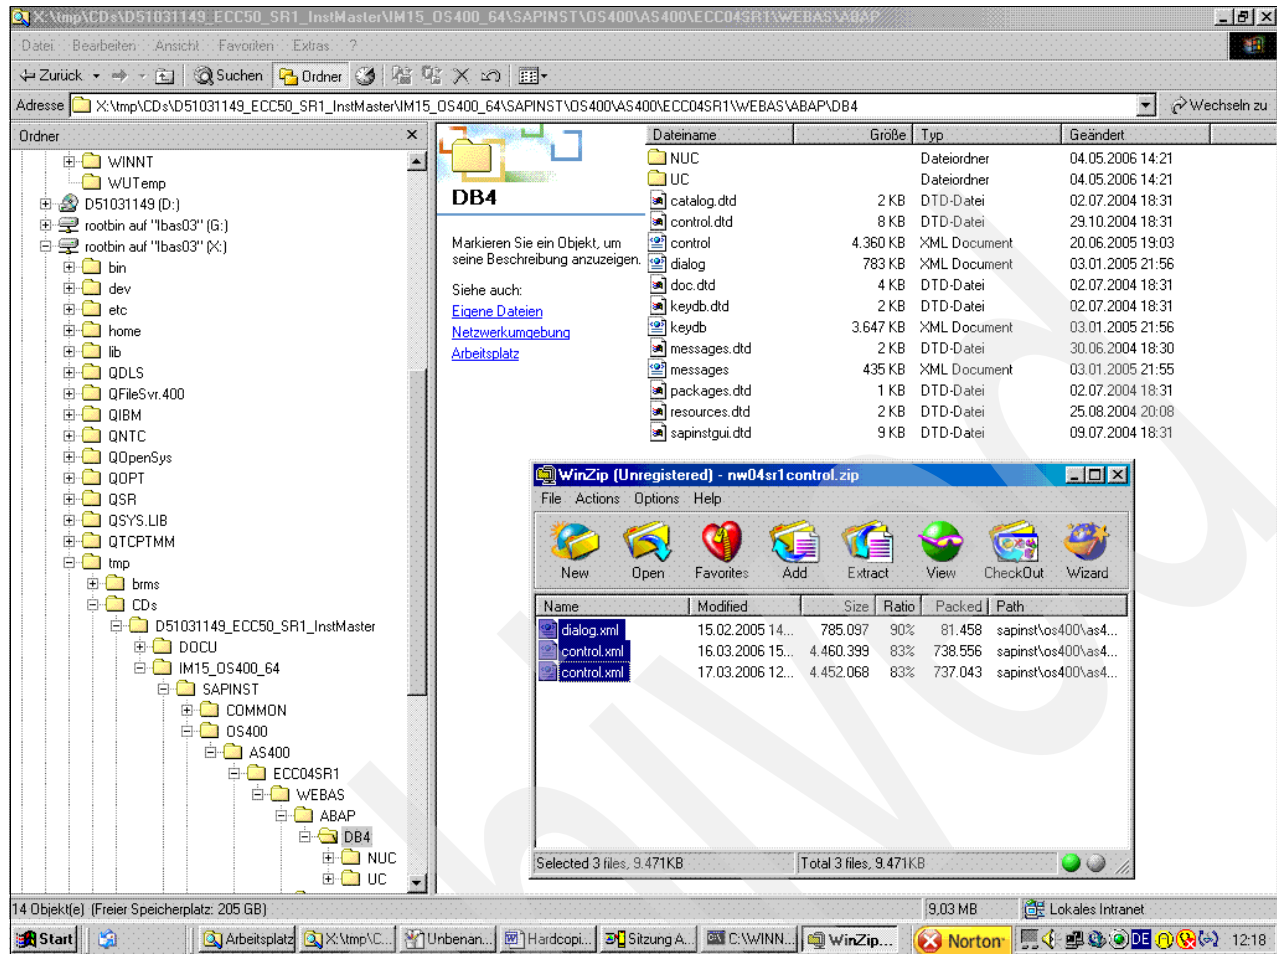 X:\tmp\CDs\D51031149_ECC50_SR1_InstMaster\IM15_OS400_64\SAPINST\OS400\AS400\ECC04SR1\WEBAS\ABAP
Datei Bearbeiten Ansicht Favoriten Extras ?
Zurück Suchen Ordner
Adresse X:\tmp\CDs\D51031149_ECC50_SR1_InstMaster\IM15_OS400_64\SAPINST\OS400\AS400\ECC04SR1\WEBAS\ABAP\DB4 Wechseln zu
Ordner
WINNT
WUTemp
D51031149 (D:)
rootbin auf "Ibas03" (G:)
rootbin auf "Ibas03" (X:)
bin
dev
etc
home
lib
QDLS
QFileSvr.400
QIBM
QNTC
QOpenSys
QOPT
QSR
QSYS.LIB
QTCPTMM
tmp
brms
CDs
D51031149_ECC50_SR1_InstMaster
DOCU
IM15_OS400_64
SAPINST
COMMON
OS400
AS400
ECC04SR1
WEBAS
ABAP
DB4
NUC
UC
DB4
Markieren Sie ein Objekt, um
seine Beschreibung anzuzeigen.
Siehe auch:
Eigene Dateien
Netzwerkumgebung
Arbeitsplatz
Dateiname Größe Typ Geändert
NUC Dateiordner 04.05.2006 14:21
UC Dateiordner 04.05.2006 14:21
catalog.dtd 2 KB DTD-Datei 02.07.2004 18:31
control.dtd 8 KB DTD-Datei 29.10.2004 18:31
control 4.360 KB XML Document 20.06.2005 19:03
dialog 783 KB XML Document 03.01.2005 21:56
doc.dtd 4 KB DTD-Datei 02.07.2004 18:31
keydb.dtd 2 KB DTD-Datei 02.07.2004 18:31
keydb 3.647 KB XML Document 03.01.2005 21:56
messages.dtd 2 KB DTD-Datei 30.06.2004 18:30
messages 435 KB XML Document 03.01.2005 21:55
packages.dtd 1 KB DTD-Datei 02.07.2004 18:31
resources.dtd 2 KB DTD-Datei 25.08.2004 20:08
sapinstgui.dtd 9 KB DTD-Datei 09.07.2004 18:31
WinZip (Unregistered) - nw04sr1control.zip
File Actions Options Help
New Open Favorites Add Extract View CheckOut Wizard
Name Modified Size Ratio Packed Path
dialog.xml 15.02.2005 14... 785.097 90% 81.458 sapinst\os400\as4...
control.xml 16.03.2006 15... 4.460.399 83% 738.556 sapinst\os400\as4...
control.xml 17.03.2006 12... 4.452.068 83% 737.043 sapinst\os400\as4...
Selected 3 files, 9.471KB Total 3 files, 9.471KB
14 Objekt(e) (Freier Speicherplatz: 205 GB) 9,03 MB Lokales Intranet
Start Arbeitsplatz X:\tmp\C... Unbenan... Hardcopi... Sitzung A... C:\WINN... WinZip... Norton DE 12:18